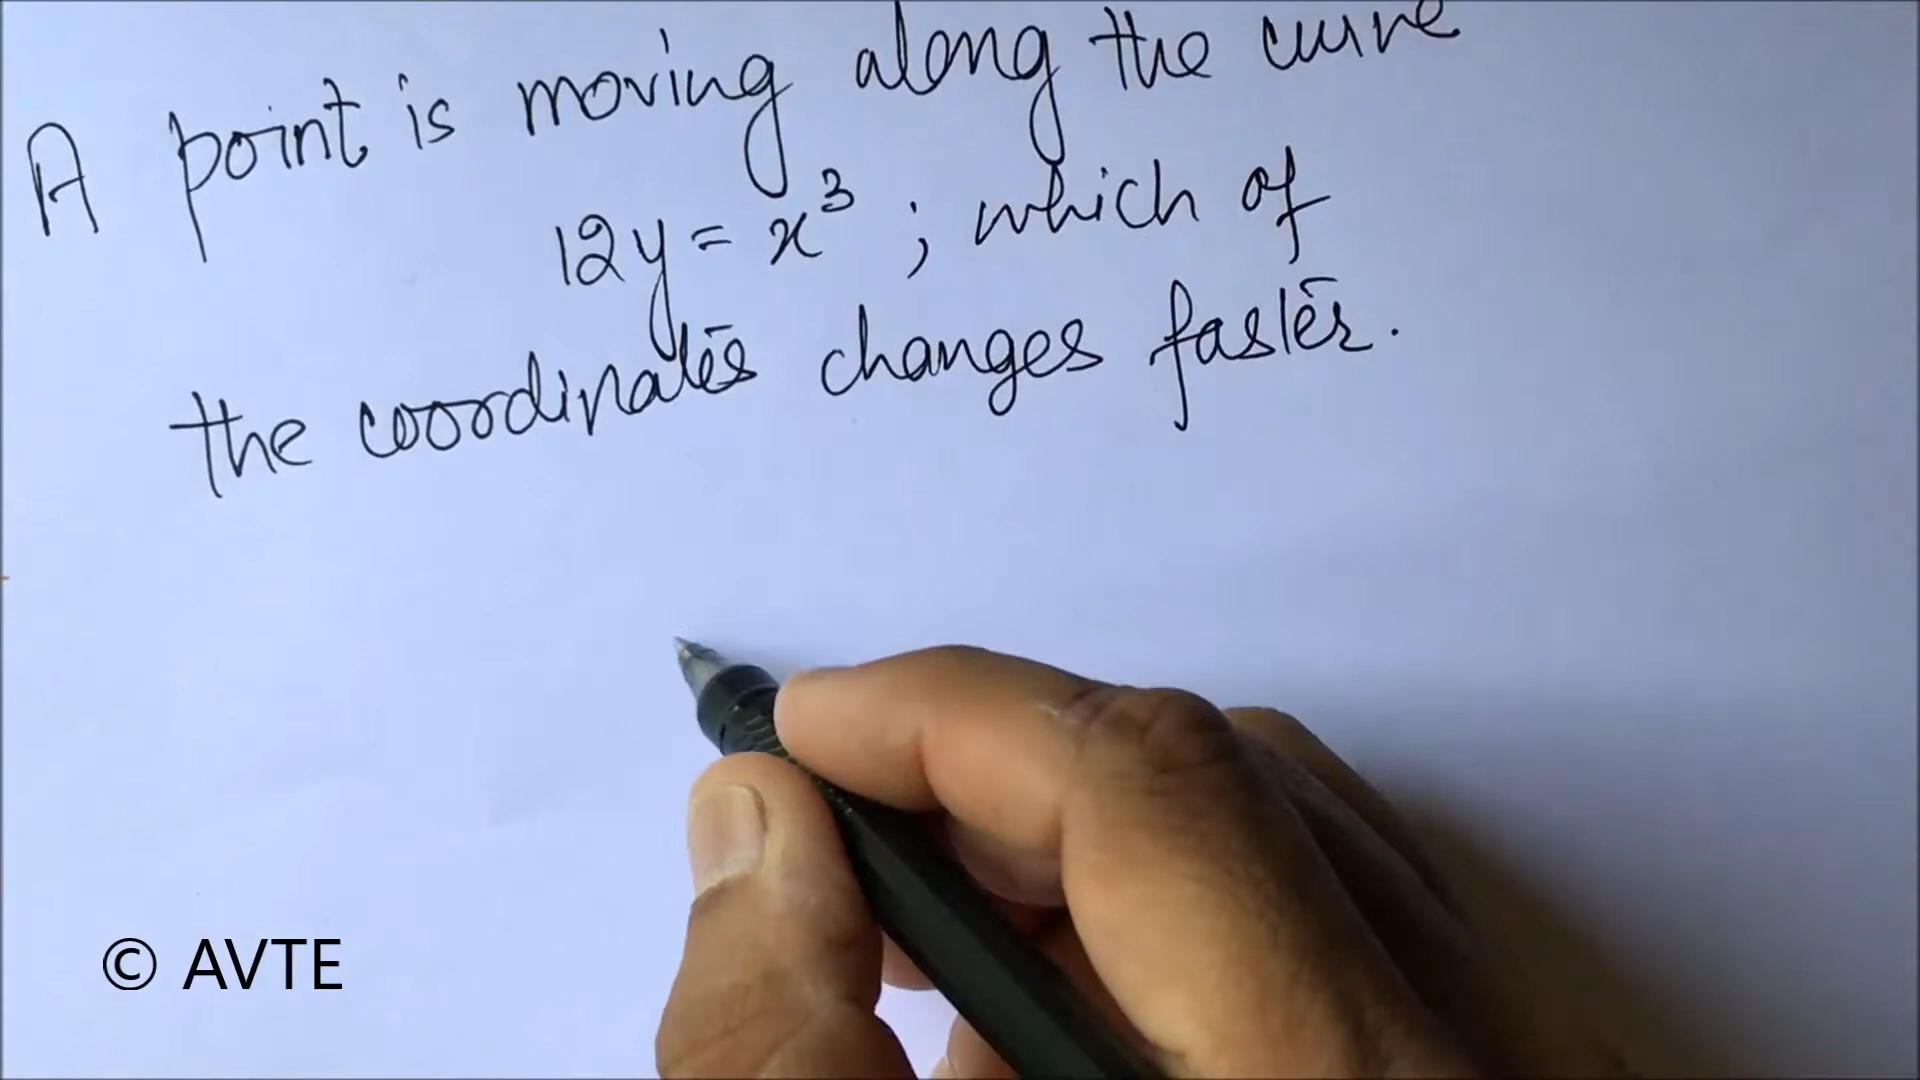 A point is moving along the curve
12y = x³ ; which of
the coordinates changes faster.
© AVTE